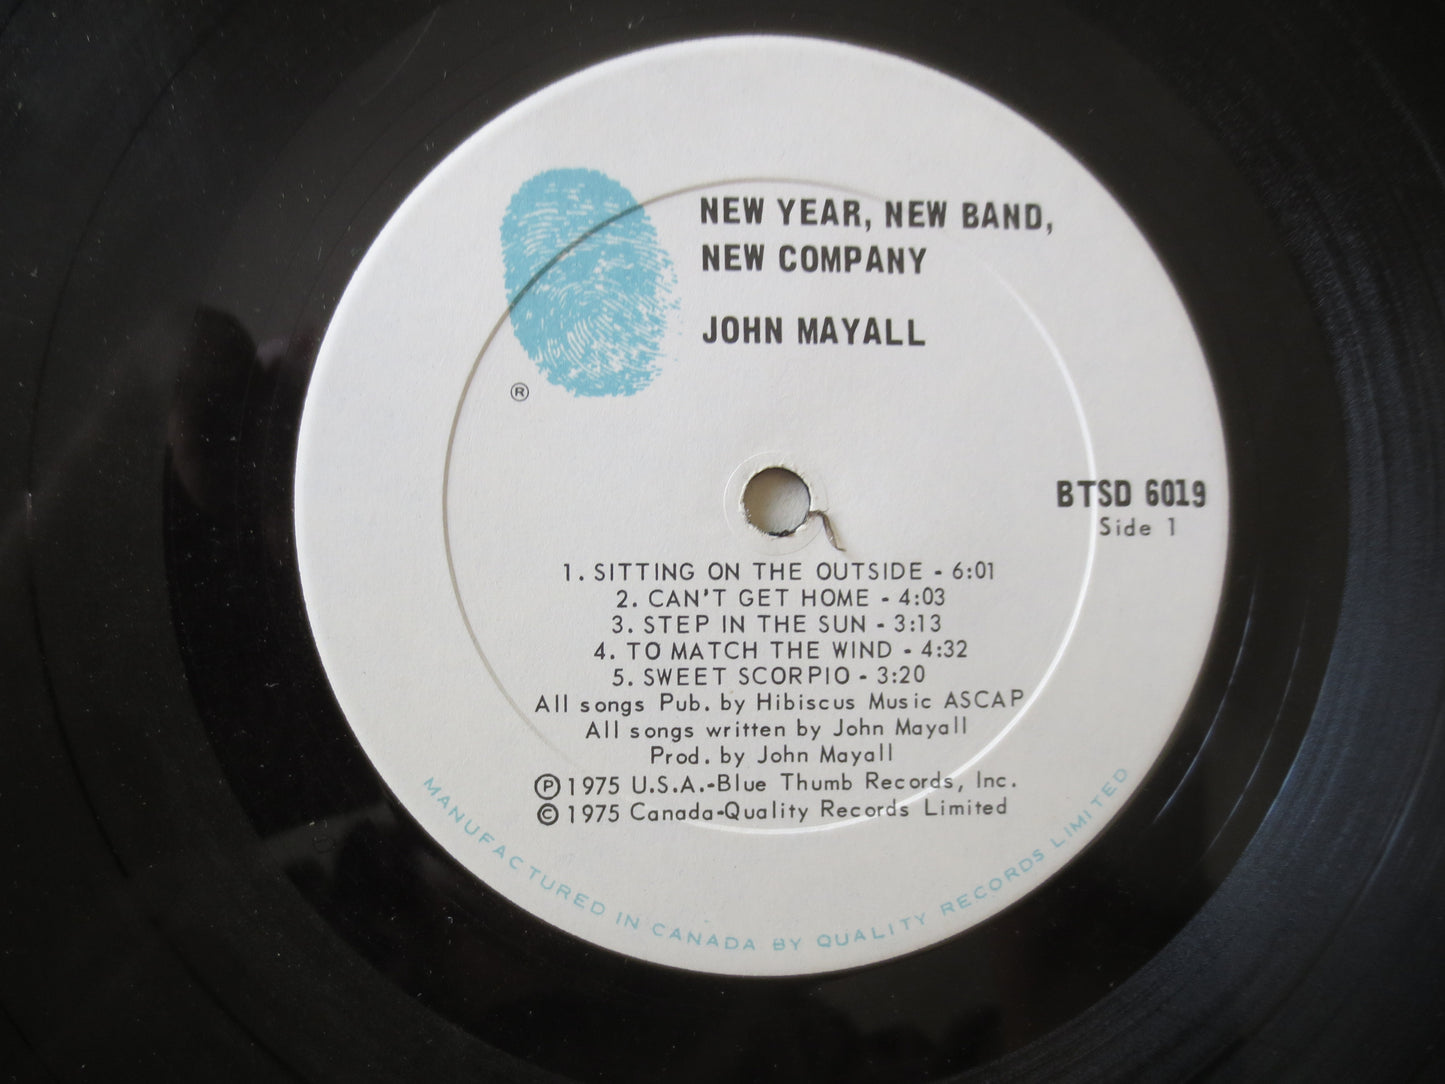 NEW YEAR, NEW BAND,
NEW COMPANY
JOHN MAYALL
®
BTSD 6019
Side 1
1. SITTING ON THE OUTSIDE - 6:01
2. CAN'T GET HOME - 4:03
3. STEP IN THE SUN - 3:13
4. TO MATCH THE WIND - 4:32
5. SWEET SCORPIO - 3:20
All songs Pub. by Hibiscus Music ASCAP
All songs written by John Mayall
Prod. by John Mayall
℗ 1975 U.S.A.-Blue Thumb Records, Inc.
© 1975 Canada-Quality Records Limited
MANUFACTURED IN CANADA BY QUALITY RECORDS LIMITED